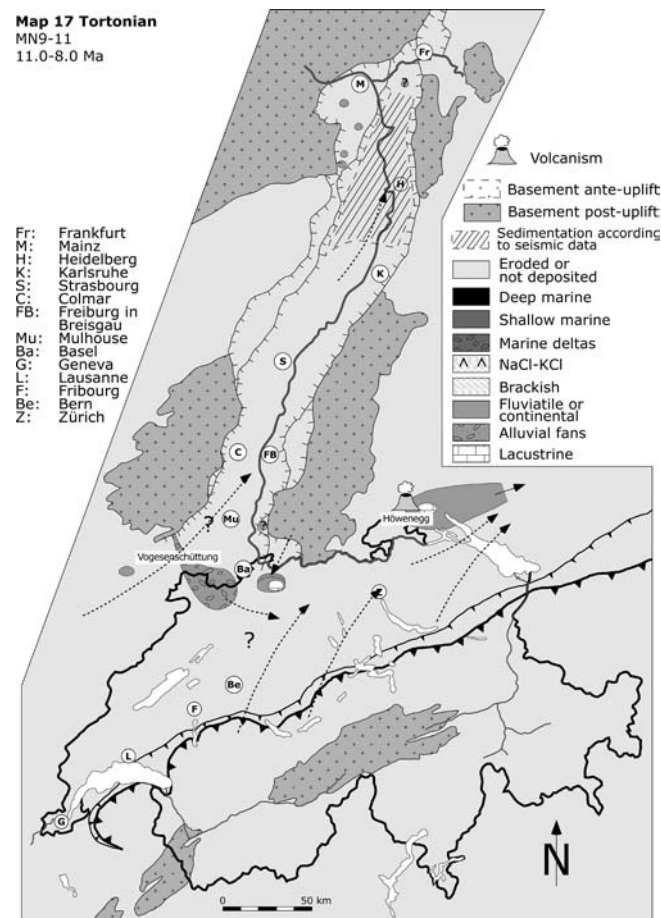 Map 17 Tortonian
MN9-11
11.0-8.0 Ma
Fr: Frankfurt
M: Mainz
H: Heidelberg
K: Karlsruhe
S: Strasbourg
C: Colmar
FB: Freiburg in
Breisgau
Mu: Mulhouse
Ba: Basel
G: Geneva
L: Lausanne
F: Fribourg
Be: Bern
Z: Zürich
Volcanism
Basement ante-uplift
Basement post-uplift
Sedimentation according
to seismic data
Eroded or
not deposited
Deep marine
Shallow marine
Marine deltas
NaCl-KCl
Brackish
Fluviatile or
continental
Alluvial fans
Lacustrine
Fr
M
?
H
K
S
C
FB
Mu
?
?
Höwenegg
Vogesenschüttung
Ba
Z
?
Be
F
L
G
N
0 50 km